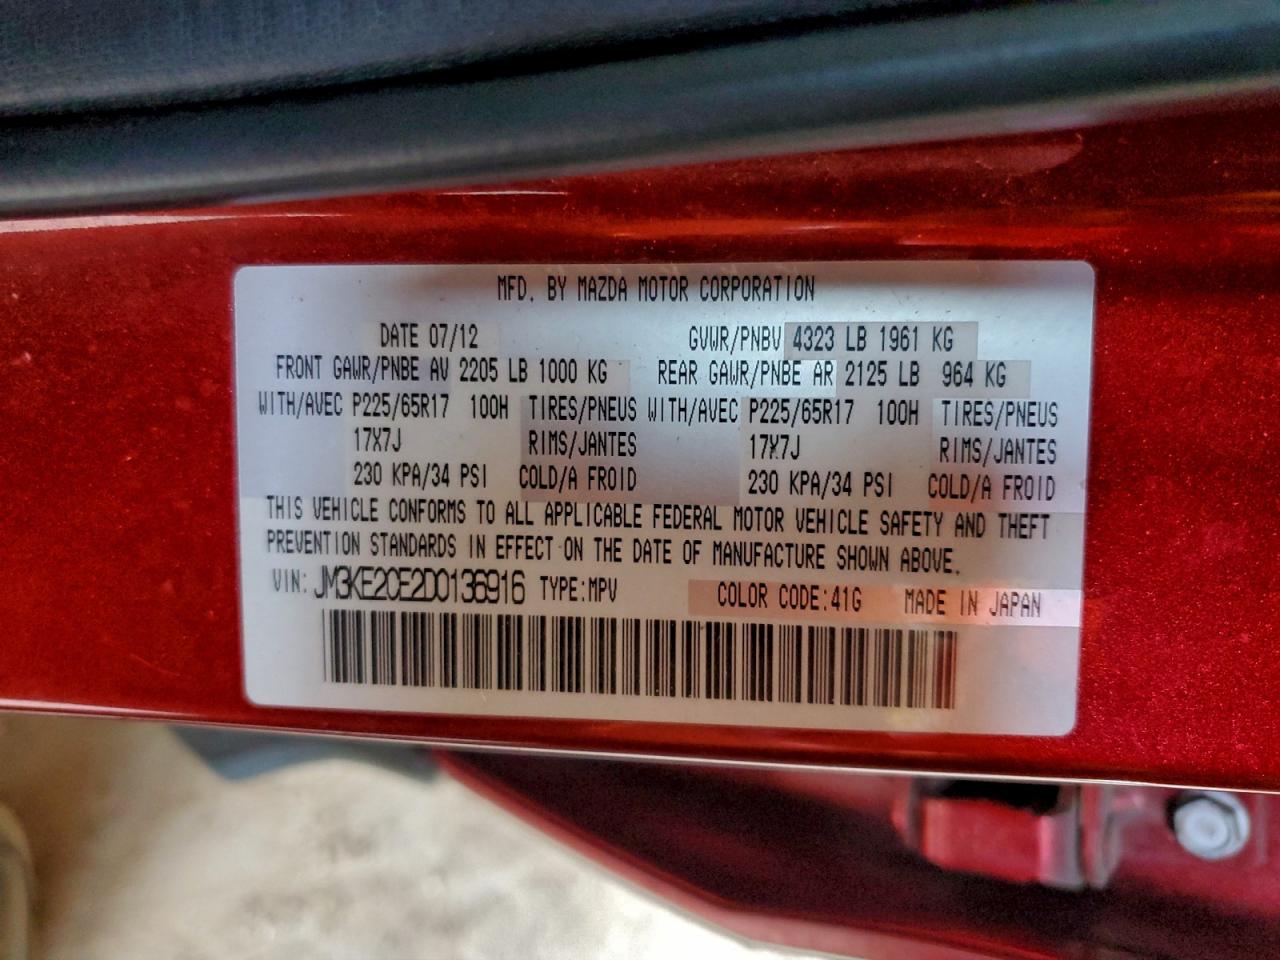 MFD. BY MAZDA MOTOR CORPORATION
DATE 07/12 GVWR/PNBV 4323 LB 1961 KG
FRONT GAWR/PNBE AV 2205 LB 1000 KG REAR GAWR/PNBE AR 2125 LB 964 KG
WITH/AVEC P225/65R17 100H TIRES/PNEUS WITH/AVEC P225/65R17 100H TIRES/PNEUS
17X7J RIMS/JANTES 17X7J RIMS/JANTES
230 KPA/34 PSI COLD/A FROID 230 KPA/34 PSI COLD/A FROID
THIS VEHICLE CONFORMS TO ALL APPLICABLE FEDERAL MOTOR VEHICLE SAFETY AND THEFT
PREVENTION STANDARDS IN EFFECT ON THE DATE OF MANUFACTURE SHOWN ABOVE.
VIN: JM3KE2CE2D0136916 TYPE:MPV COLOR CODE:41G MADE IN JAPAN